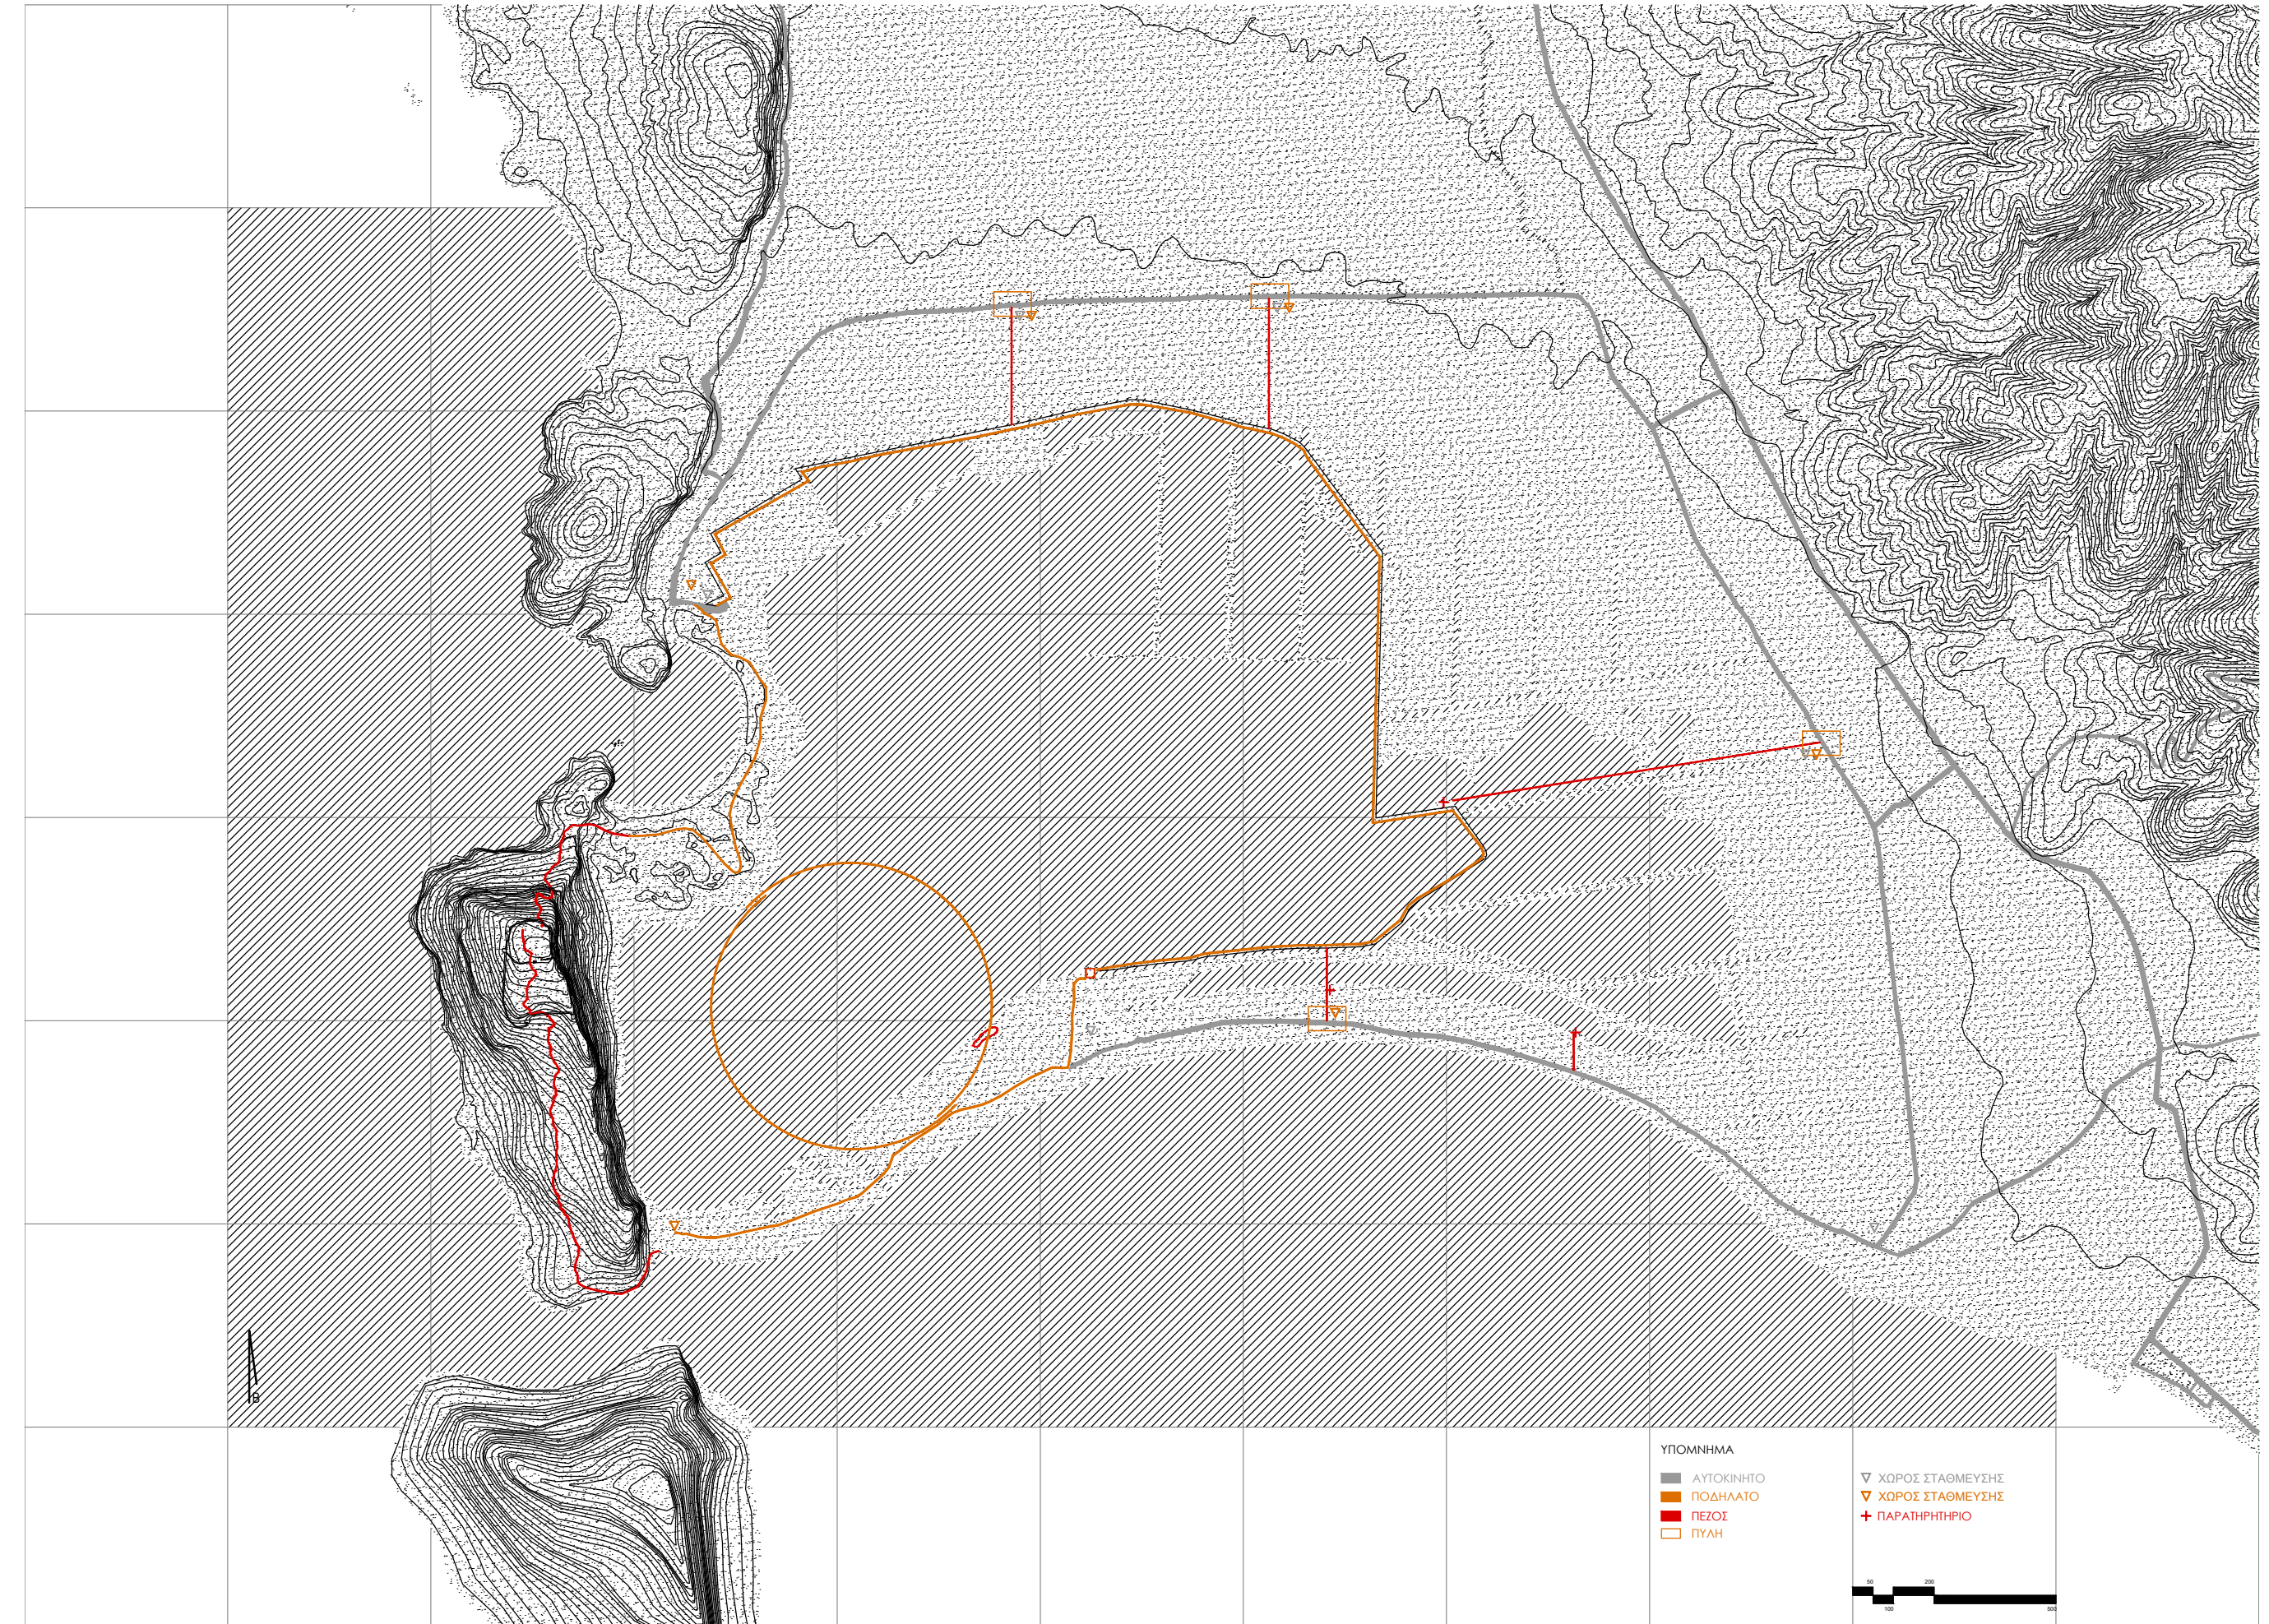 B
ΥΠΟΜΝΗΜΑ
ΑΥΤΟΚΙΝΗΤΟ
ΠΟΔΗΛΑΤΟ
ΠΕΖΟΣ
ΠΥΛΗ
ΧΩΡΟΣ ΣΤΑΘΜΕΥΣΗΣ
ΧΩΡΟΣ ΣΤΑΘΜΕΥΣΗΣ
ΠΑΡΑΤΗΡΗΤΗΡΙΟ
50 200
100 500